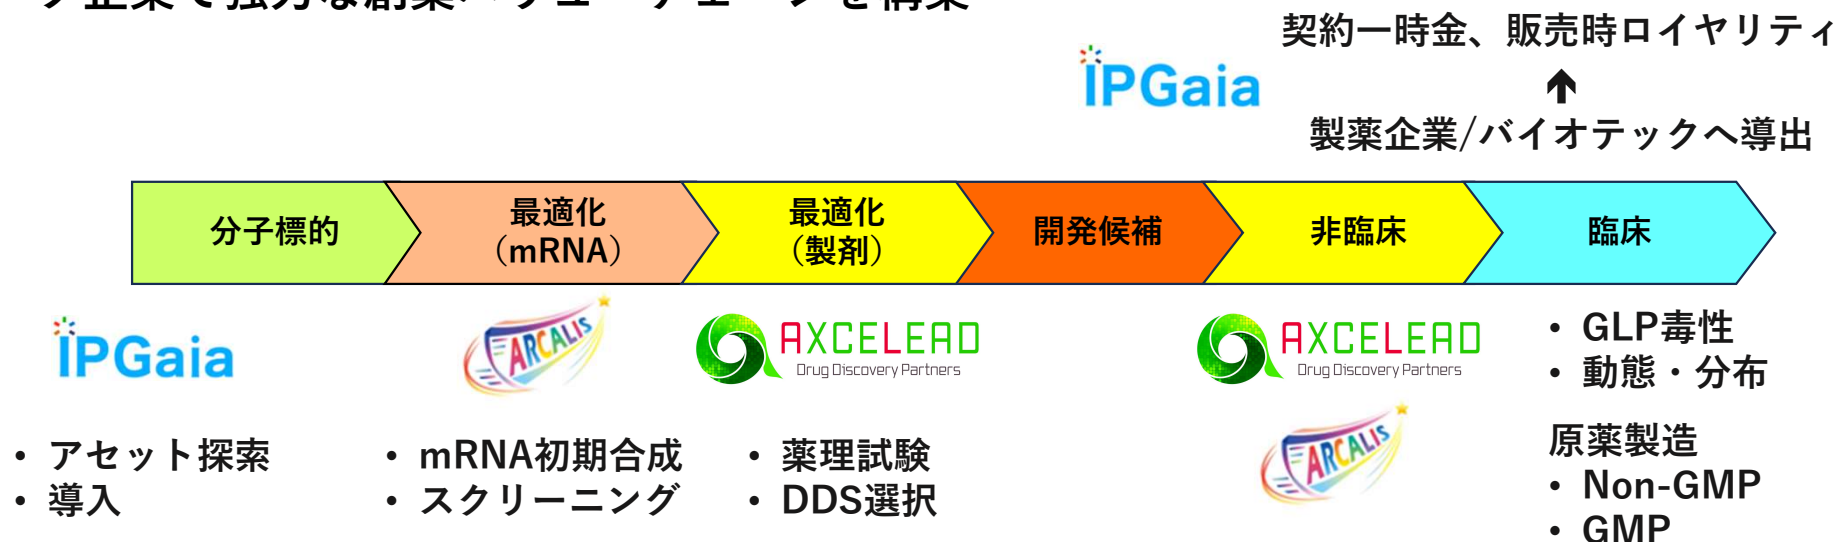 契約一時金、販売時ロイヤリティ
iPGaia
製薬企業/バイオテックへ導出
分子標的
最適化
（mRNA）
最適化
（製剤）
開発候補
非臨床
臨床
iPGaia
ARCALIS
AXCELEAD
Drug Discovery Partners
AXCELEAD
Drug Discovery Partners
• GLP毒性
• 動態・分布
ARCALIS
• アセット探索
• 導入
• mRNA初期合成
• スクリーニング
• 薬理試験
• DDS選択
原薬製造
• Non-GMP
• GMP